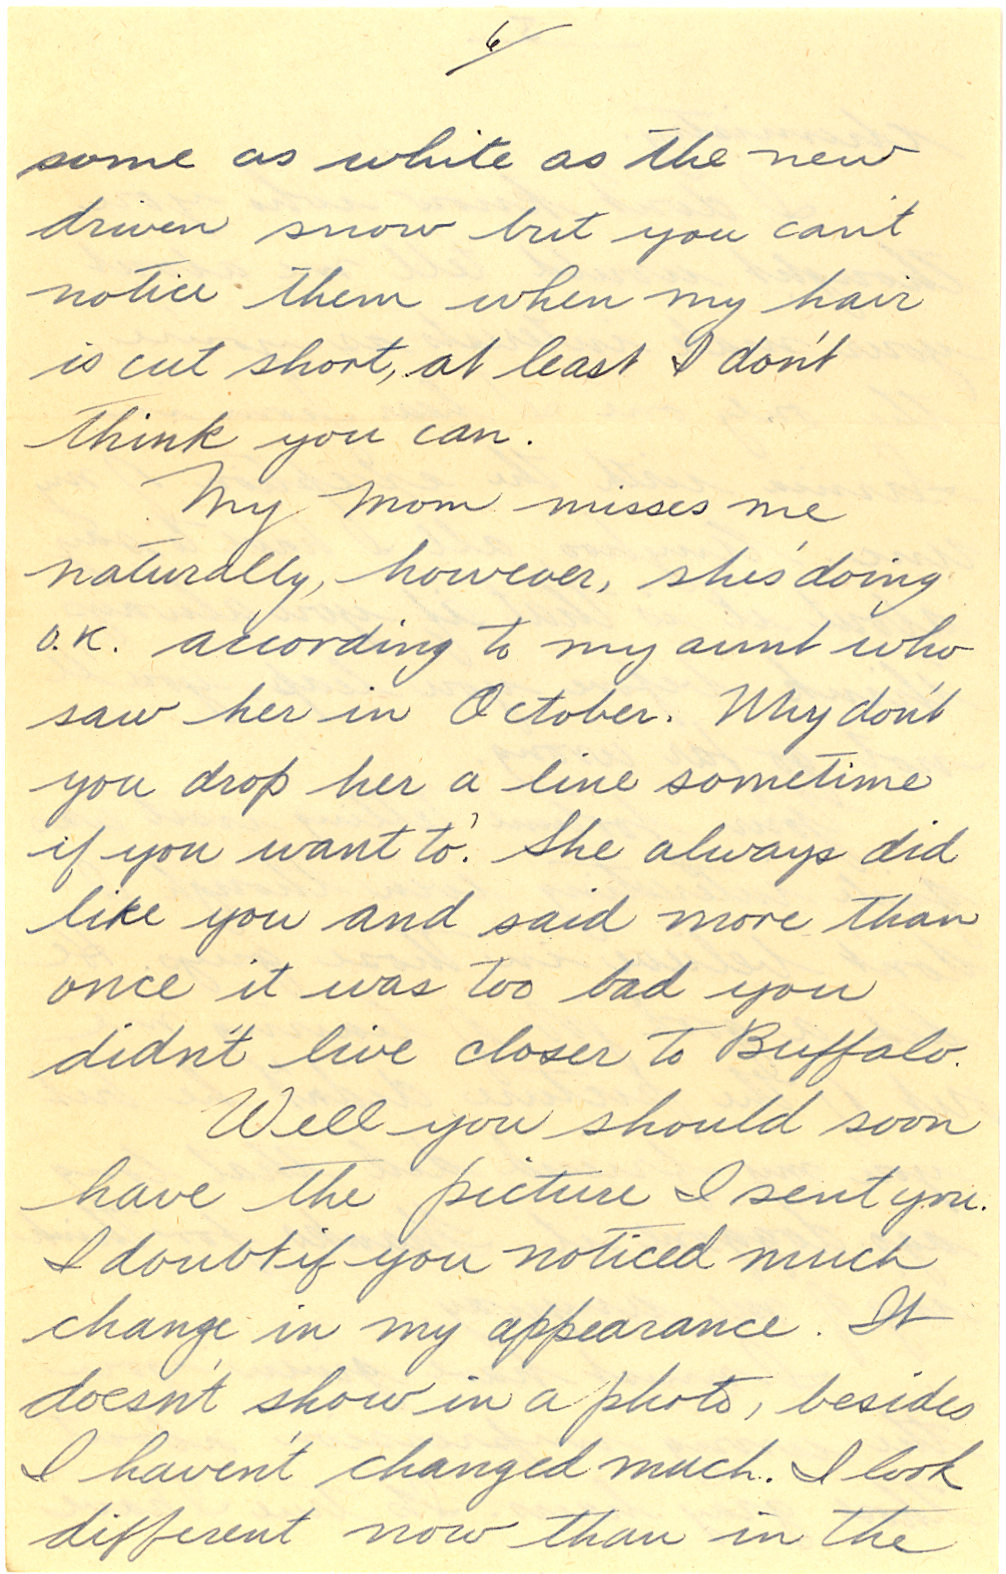 6
some as white as the new
driven snow but you can't
notice them when my hair
is cut short, at least I don't
think you can.
My Mom misses me
naturally, however, she's doing
O.K. according to my aunt who
saw her in October. Why don't
you drop her a line sometime
if you want to. She always did
like you and said more than
once it was too bad you
didn't live closer to Buffalo.
Well you should soon
have the picture I sent you.
I doubt if you noticed much
change in my appearance. It
doesn't show in a photo, besides
I haven't changed much. I look
different now than in the